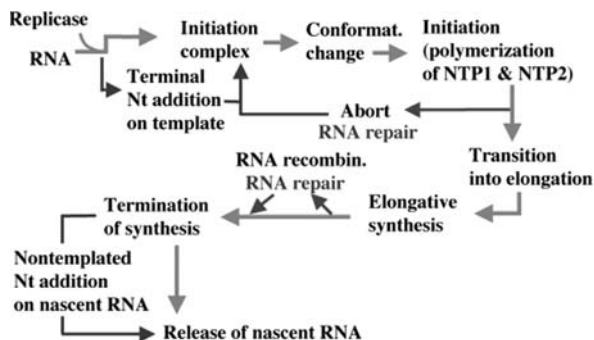 Replicase
RNA
Initiation
complex
Conformat.
change
Initiation
(polymerization
of NTP1 & NTP2)
Terminal
Nt addition
on template
Abort
RNA repair
Transition
into elongation
RNA recombin.
RNA repair
Elongative
synthesis
Termination
of synthesis
Nontemplated
Nt addition
on nascent RNA
Release of nascent RNA